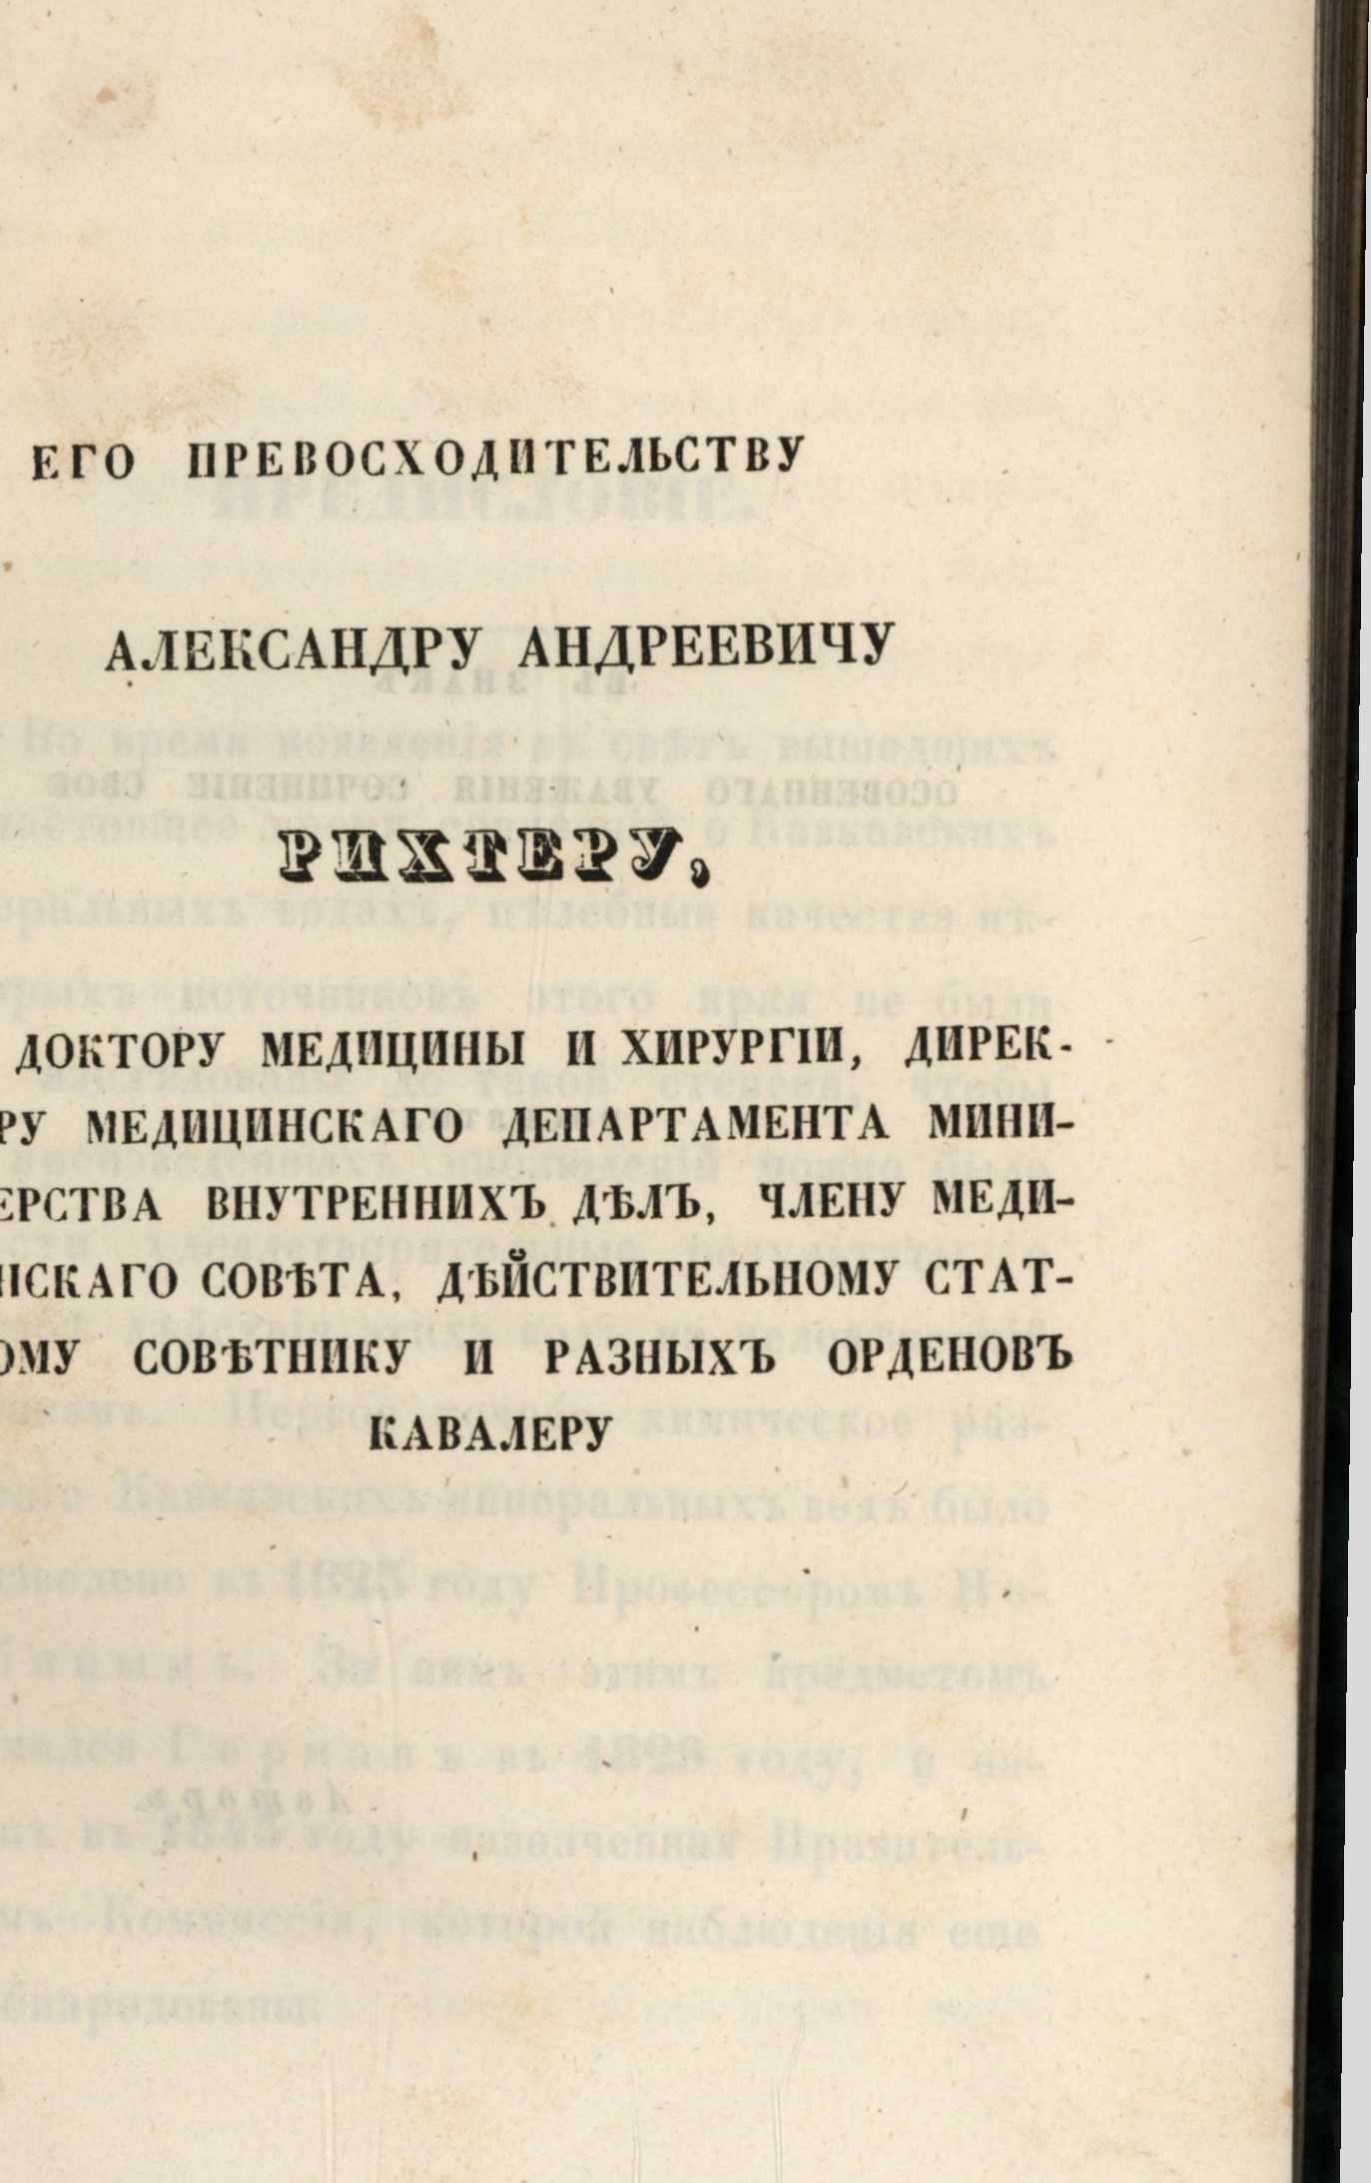 ЕГО ПРЕВОСХОДИТЕЛЬСТВУ
АЛЕКСАНДРУ АНДРЕЕВИЧУ
РИХТЕРУ,
ДОКТОРУ МЕДИЦИНЫ И ХИРУРГІИ, ДИРЕК-
РУ МЕДИЦИНСКАГО ДЕПАРТАМЕНТА МИНИ-
ЕРСТВА ВНУТРЕННИХЪ ДѢЛЪ, ЧЛЕНУ МЕДИ-
НСКАГО СОВѢТА, ДѢЙСТВИТЕЛЬНОМУ СТАТ-
ОМУ СОВѢТНИКУ И РАЗНЫХЪ ОРДЕНОВЪ
КАВАЛЕРУ